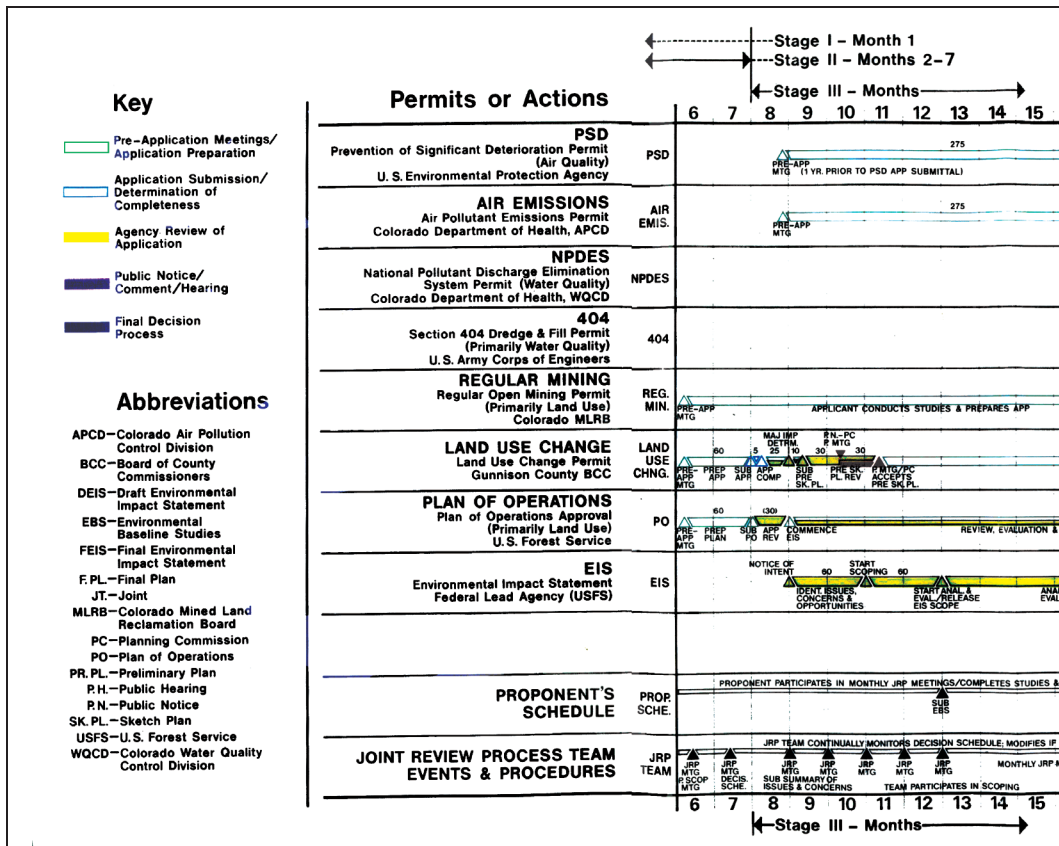 Stage I – Month 1
Stage II – Months 2–7
Stage III – Months
Key
Pre–Application Meetings/
Application Preparation
Application Submission/
Determination of
Completeness
Agency Review of
Application
Public Notice/
Comment/Hearing
Final Decision
Process
Abbreviations
APCD–Colorado Air Pollution
Control Division
BCC–Board of County
Commissioners
DEIS–Draft Environmental
Impact Statement
EBS–Environmental
Baseline Studies
FEIS–Final Environmental
Impact Statement
F. PL.–Final Plan
JT.–Joint
MLRB–Colorado Mined Land
Reclamation Board
PC–Planning Commission
PO–Plan of Operations
PR. PL.–Preliminary Plan
P.H.–Public Hearing
P.N.–Public Notice
SK. PL.–Sketch Plan
USFS–U.S. Forest Service
WQCD–Colorado Water Quality
Control Division
Permits or Actions
6 7 8 9 10 11 12 13 14 15
PSD
Prevention of Significant Deterioration Permit
(Air Quality)
U.S. Environmental Protection Agency
PSD
275
PRE–APP
MTG
(1 YR. PRIOR TO PSD APP SUBMITTAL)
AIR EMISSIONS
Air Pollutant Emissions Permit
Colorado Department of Health, APCD
AIR
EMIS.
275
PRE–APP
MTG
NPDES
National Pollutant Discharge Elimination
System Permit (Water Quality)
Colorado Department of Health, WQCD
NPDES
404
Section 404 Dredge & Fill Permit
(Primarily Water Quality)
U.S. Army Corps of Engineers
404
REGULAR MINING
Regular Open Mining Permit
(Primarily Land Use)
Colorado MLRB
REG.
MIN.
PRE–APP
MTG
APPLICANT CONDUCTS STUDIES & PREPARES APP
LAND USE CHANGE
Land Use Change Permit
Gunnison County BCC
LAND
USE
CHNG.
MAJ IMP
DETRM.
P.N.–PC
P. MTG
60 5 25 10 30 30
PRE–
APP
MTG
PREP
APP
SUB
APP
APP
COMP
SUB
PRE
SK. PL.
PRE SK.
PL. REV
P. MTG/PC
ACCEPTS
PRE SK. PL.
PLAN OF OPERATIONS
Plan of Operations Approval
(Primarily Land Use)
U.S. Forest Service
PO
60 (30)
PRE–
APP
MTG
PREP
PLAN
SUB
PO
APP
REV
COMMENCE
EIS
REVIEW, EVALUATION &
EIS
Environmental Impact Statement
Federal Lead Agency (USFS)
EIS
NOTICE OF
INTENT
START
SCOPING
60 60
IDENT. ISSUES,
CONCERNS &
OPPORTUNITIES
START ANAL. &
EVAL./RELEASE
EIS SCOPE
ANA
EVAL
PROPONENT'S
SCHEDULE
PROP.
SCHE.
PROPONENT PARTICIPATES IN MONTHLY JRP MEETINGS/COMPLETES STUDIES &
SUB
EBS
JOINT REVIEW PROCESS TEAM
EVENTS & PROCEDURES
JRP
TEAM
JRP TEAM CONTINUALLY MONITORS DECISION SCHEDULE; MODIFIES IF
JRP
MTG
P. SCOP
MTG
JRP
MTG
DECIS.
SCHE.
JRP
MTG
JRP
MTG
JRP
MTG
JRP
MTG
JRP
MTG
MONTHLY JRP
SUB SUMMARY OF
ISSUES & CONCERNS
TEAM PARTICIPATES IN SCOPING
6 7 8 9 10 11 12 13 14 15
Stage III – Months